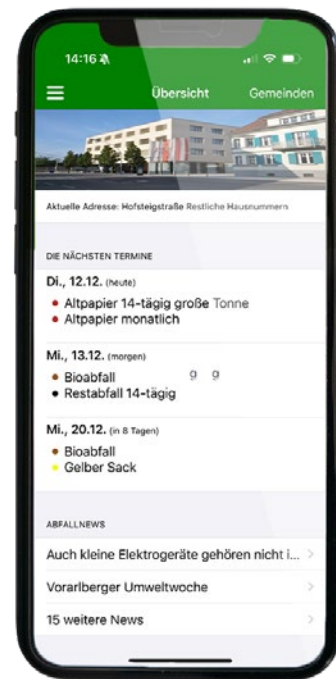 14:16
Übersicht
Gemeinden
Aktuelle Adresse: Hofsteigstraße Restliche Hausnummern
DIE NÄCHSTEN TERMINE
Di., 12.12. (heute)
Altpapier 14-tägig große Tonne
Altpapier monatlich
Mi., 13.12. (morgen)
Bioabfall g g
Restabfall 14-tägig
Mi., 20.12. (in 8 Tagen)
Bioabfall
Gelber Sack
ABFALLNEWS
Auch kleine Elektrogeräte gehören nicht i...
Vorarlberger Umweltwoche
15 weitere News